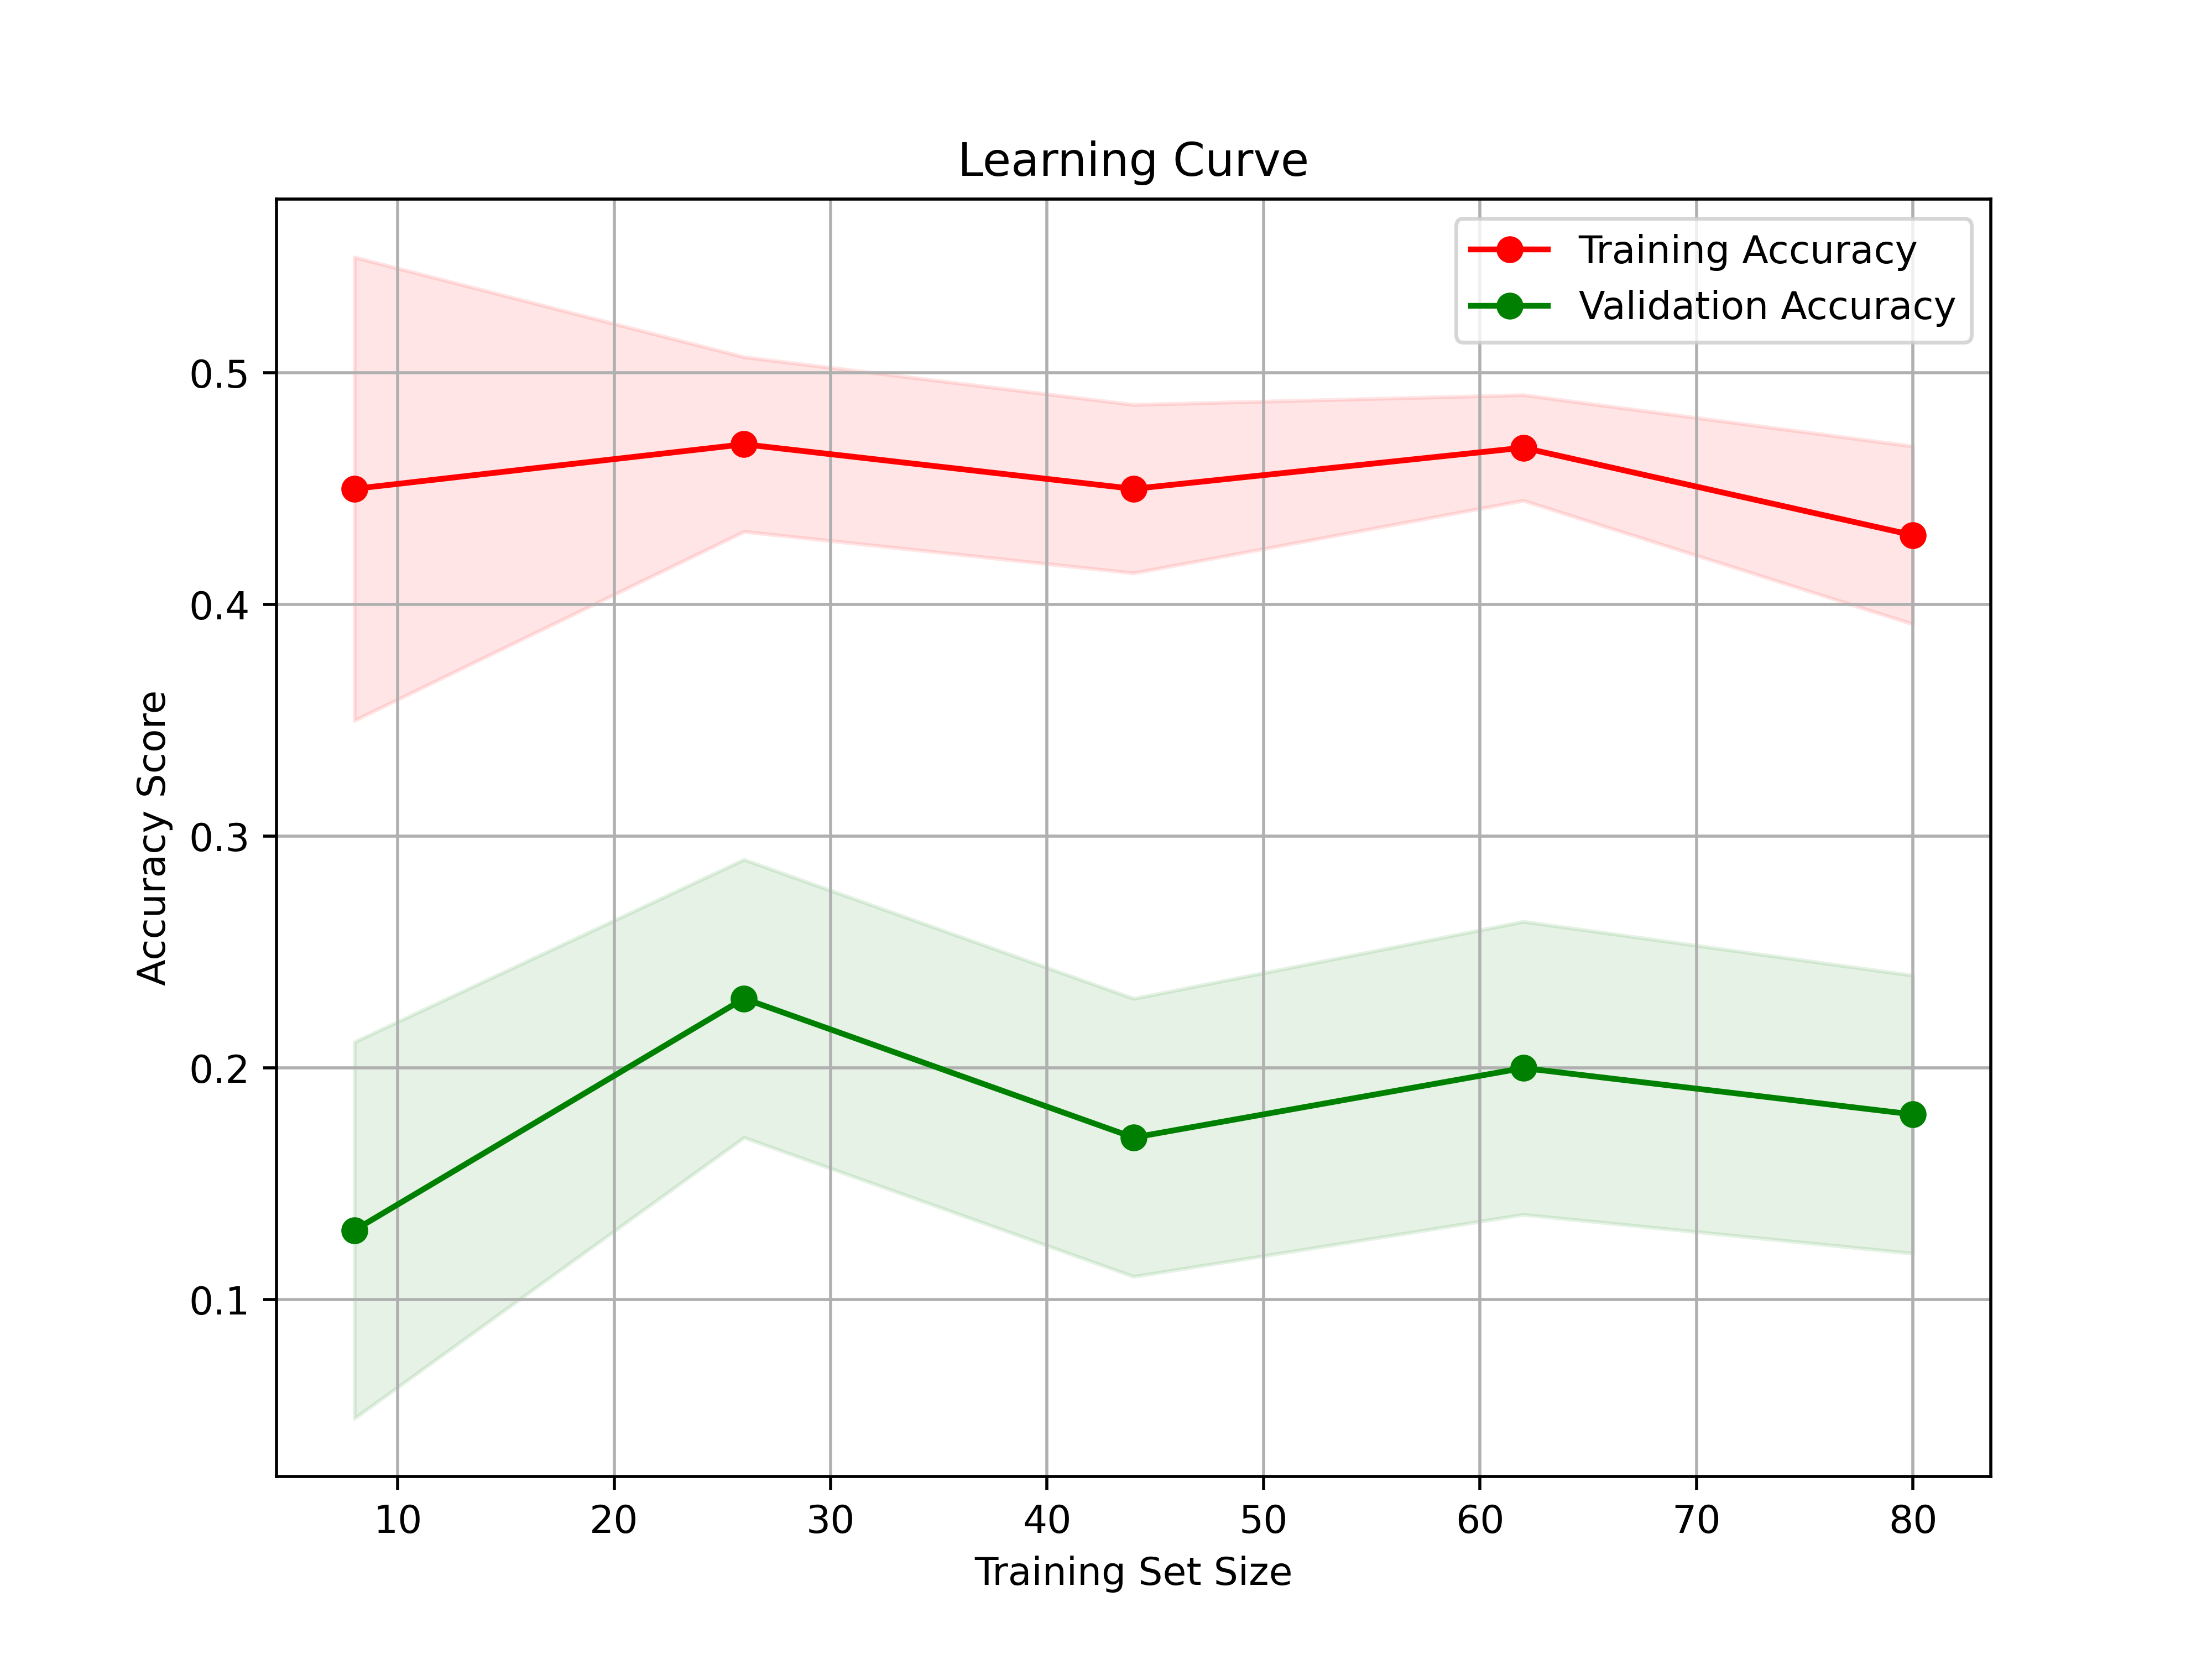 Learning Curve
Training Accuracy
Validation Accuracy
0.5
0.4
0.3
0.2
0.1
Accuracy Score
10 20 30 40 50 60 70 80
Training Set Size